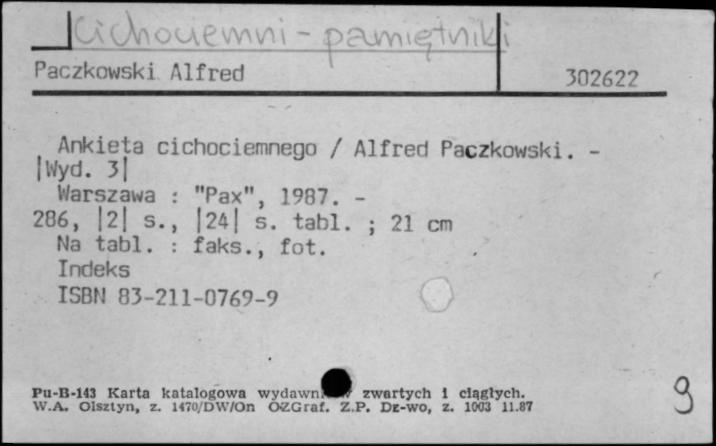 Cichociemni - pamiętniki
Paczkowski Alfred 302622
Ankieta cichociemnego / Alfred Paczkowski. -
|Wyd. 3|
Warszawa : "Pax", 1987. -
286, |2| s., |24| s. tabl. ; 21 cm
Na tabl. : faks., fot.
Indeks
ISBN 83-211-0769-9
Pu-B-143 Karta katalogowa zwartych i ciągłych.
W.A. Olsztyn, z. 1470/DW/On OZGraf. Z.P. Dz-wo, z. 1003 11.87
9